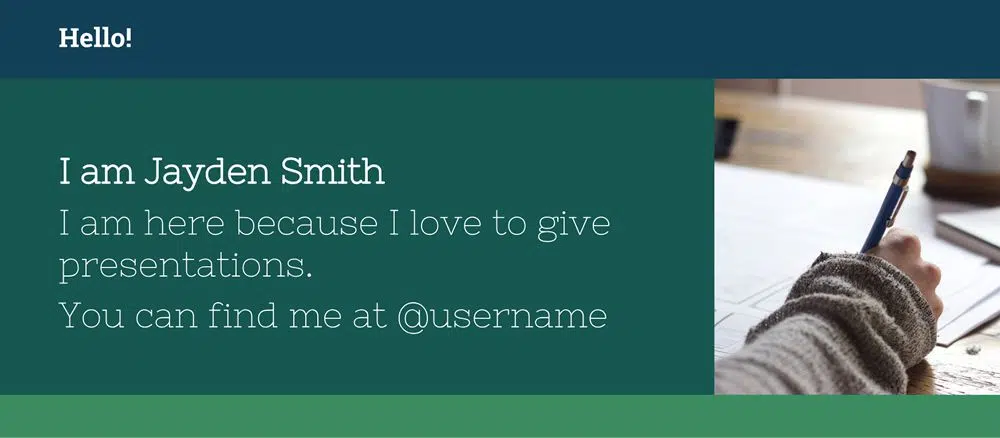 Hello!
I am Jayden Smith
I am here because I love to give
presentations.
You can find me at @username